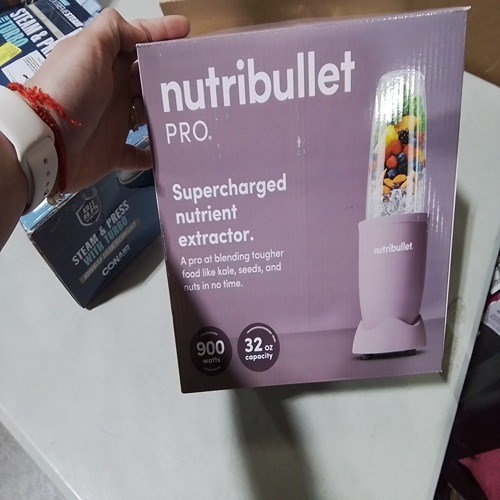 nutribullet
PRO®
Supercharged
nutrient
extractor.
A pro at blending tougher
food like kale, seeds, and
nuts in no time.
900
watts
32 oz
capacity
nutribullet.
STEAM & PRESS
WITH TURBO
CONAIR
TURBO